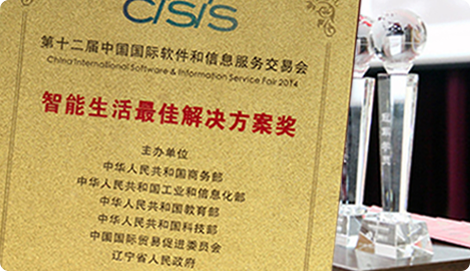 CISIS
第十二届中国国际软件和信息服务交易会
China International Software & Information Service Fair 2014
智能生活最佳解决方案奖
主办单位
中华人民共和国商务部
中华人民共和国工业和信息化部
中华人民共和国教育部
中华人民共和国科技部
中国国际贸易促进委员会
辽宁省人民政府